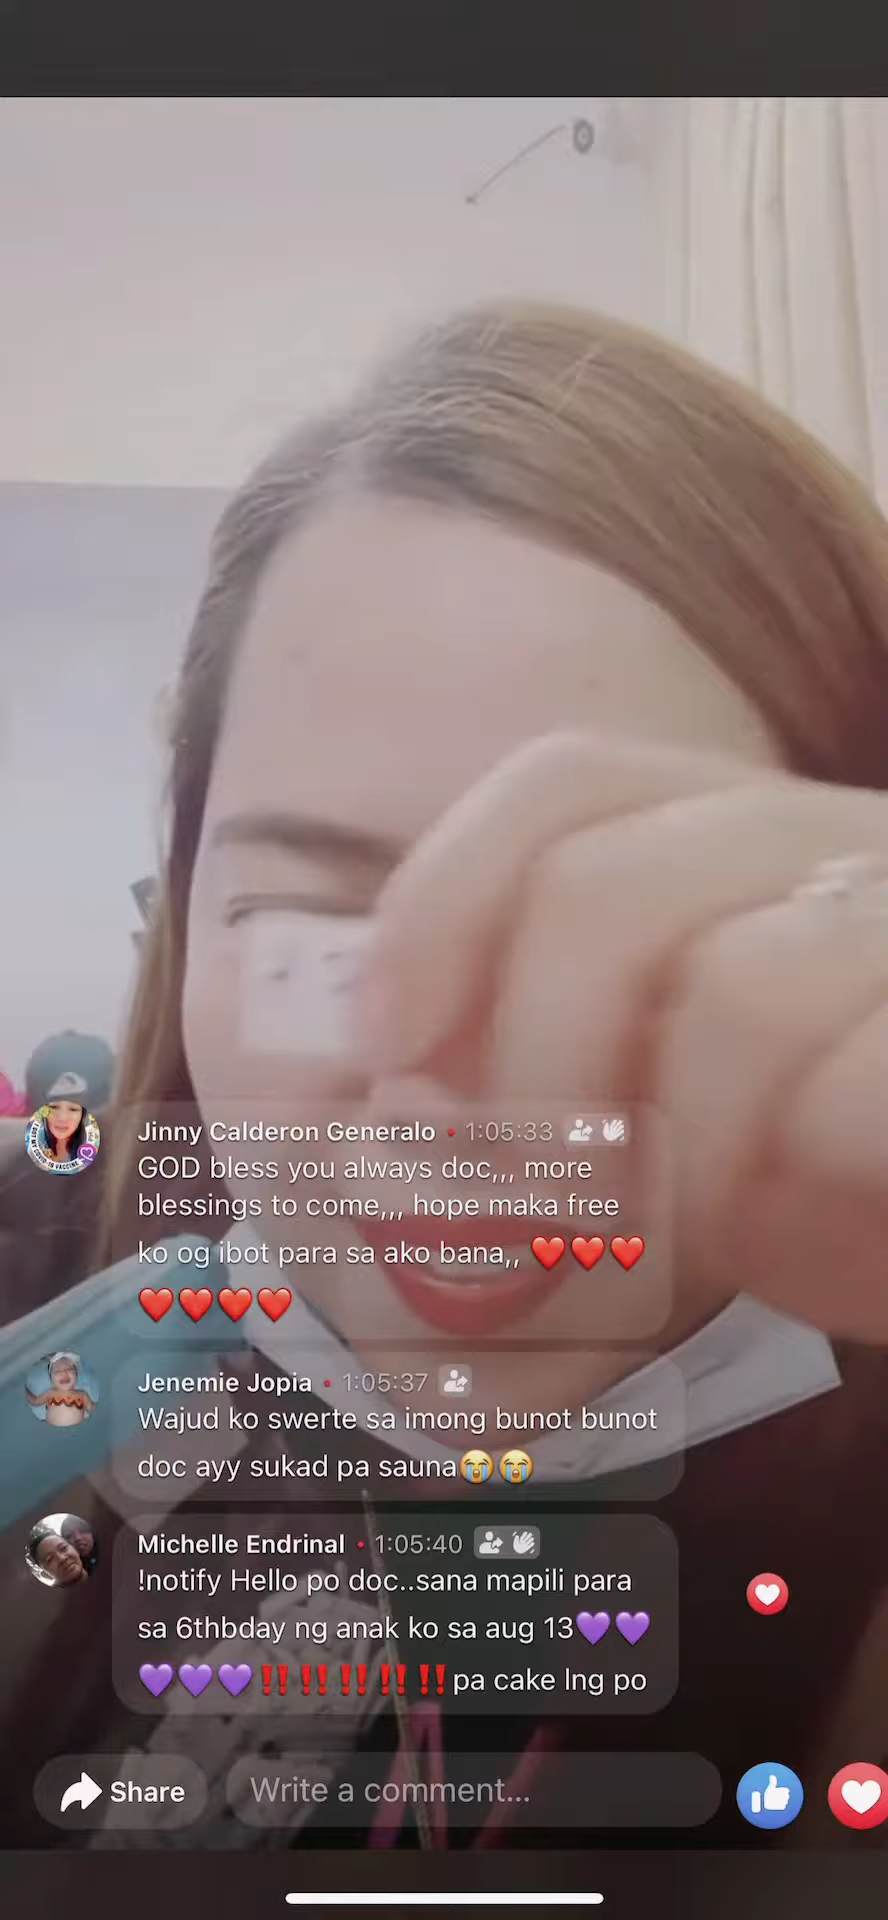 Jinny Calderon Generalo • 1:05:33
GOD bless you always doc,,, more
blessings to come,,, hope maka free
ko og ibot para sa ako bana,, ❤️❤️❤️
❤️❤️❤️❤️
Jenemie Jopia • 1:05:37
Wajud ko swerte sa imong bunot bunot
doc ayy sukad pa sauna😭😭
Michelle Endrinal • 1:05:40
!notify Hello po doc..sana mapili para
sa 6thbday ng anak ko sa aug 13💜💜
💜💜💜‼️‼️‼️‼️‼️pa cake lng po
Share
Write a comment...